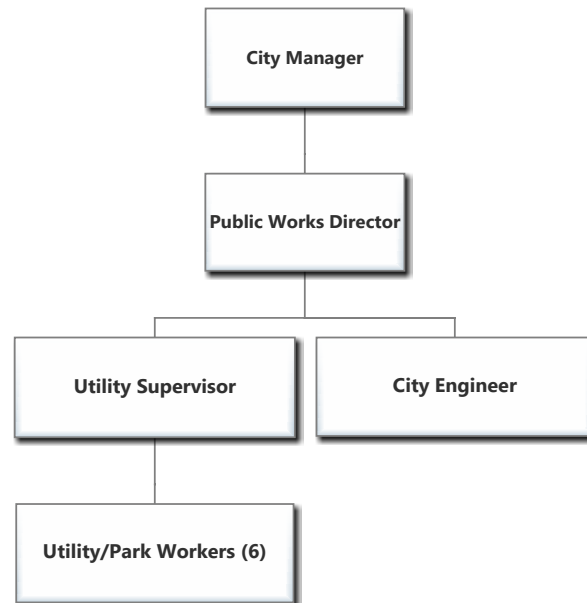 City Manager
Public Works Director
Utility Supervisor
City Engineer
Utility/Park Workers (6)